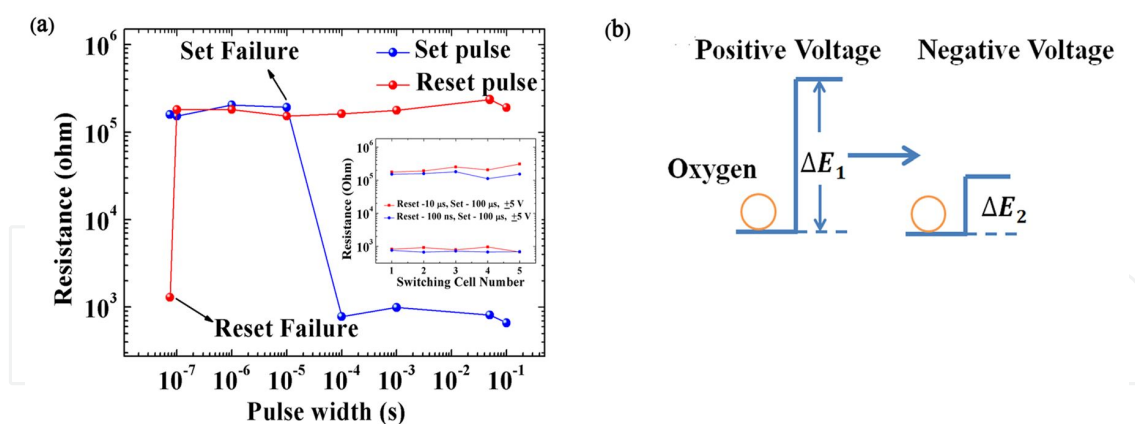 (a)
10^6
10^5
10^4
10^3
Resistance (ohm)
Set Failure
Set pulse
Reset pulse
Reset Failure
10^-7 10^-6 10^-5 10^-4 10^-3 10^-2 10^-1
Pulse width (s)
10^6
10^5
10^4
10^3
Resistance (Ohm)
Reset -10 μs, Set - 100 μs, ±5 V
Reset - 100 ns, Set - 100 μs, ±5 V
1 2 3 4 5
Switching Cell Number
(b)
Positive Voltage Negative Voltage
Oxygen
ΔE₁
ΔE₂